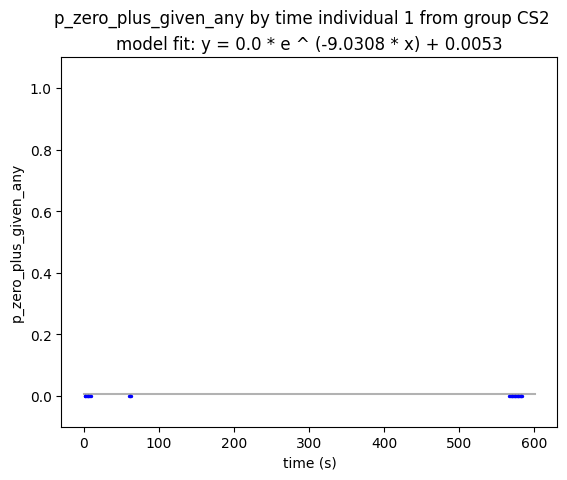 p_zero_plus_given_any by time individual 1 from group CS2
model fit: y = 0.0 * e ^ (-9.0308 * x) + 0.0053
1.0
0.8
0.6
0.4
0.2
0.0
p_zero_plus_given_any
0 100 200 300 400 500 600
time (s)